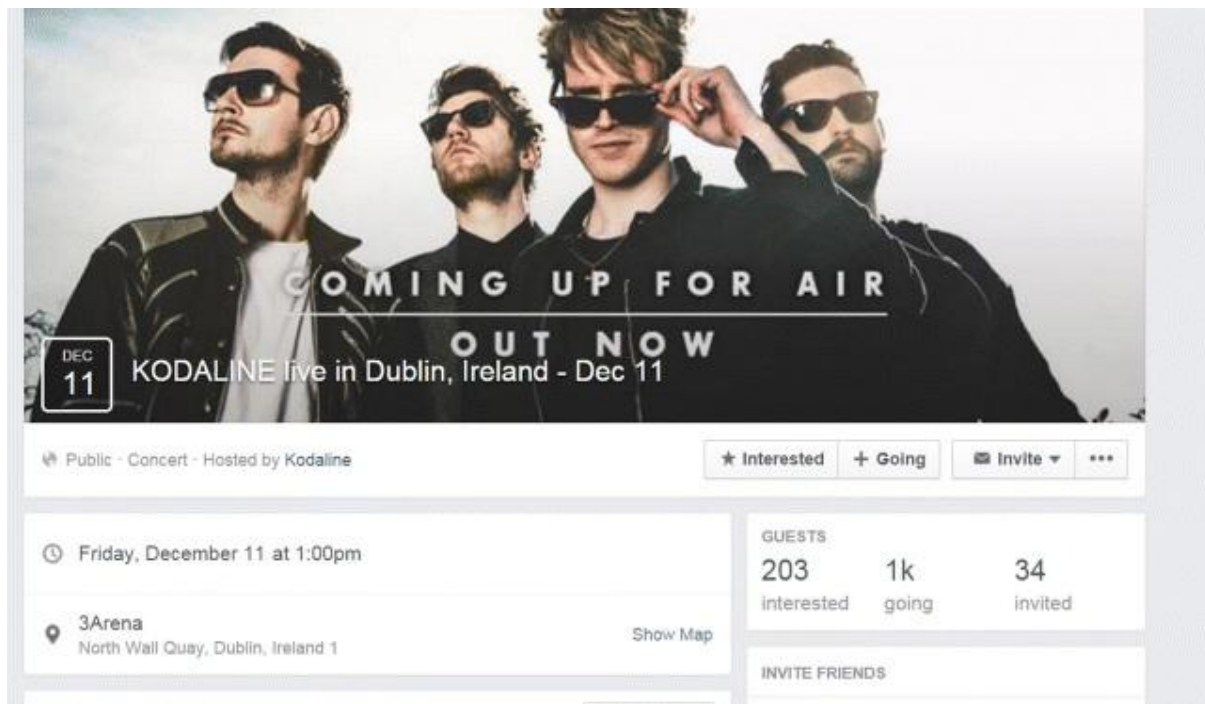 COMING UP FOR AIR
OUT NOW
DEC
11
KODALINE live in Dublin, Ireland - Dec 11
Public · Concert · Hosted by Kodaline
Interested
Going
Invite
Friday, December 11 at 1:00pm
3Arena
North Wall Quay, Dublin, Ireland 1
Show Map
GUESTS
203 1k 34
interested going invited
INVITE FRIENDS